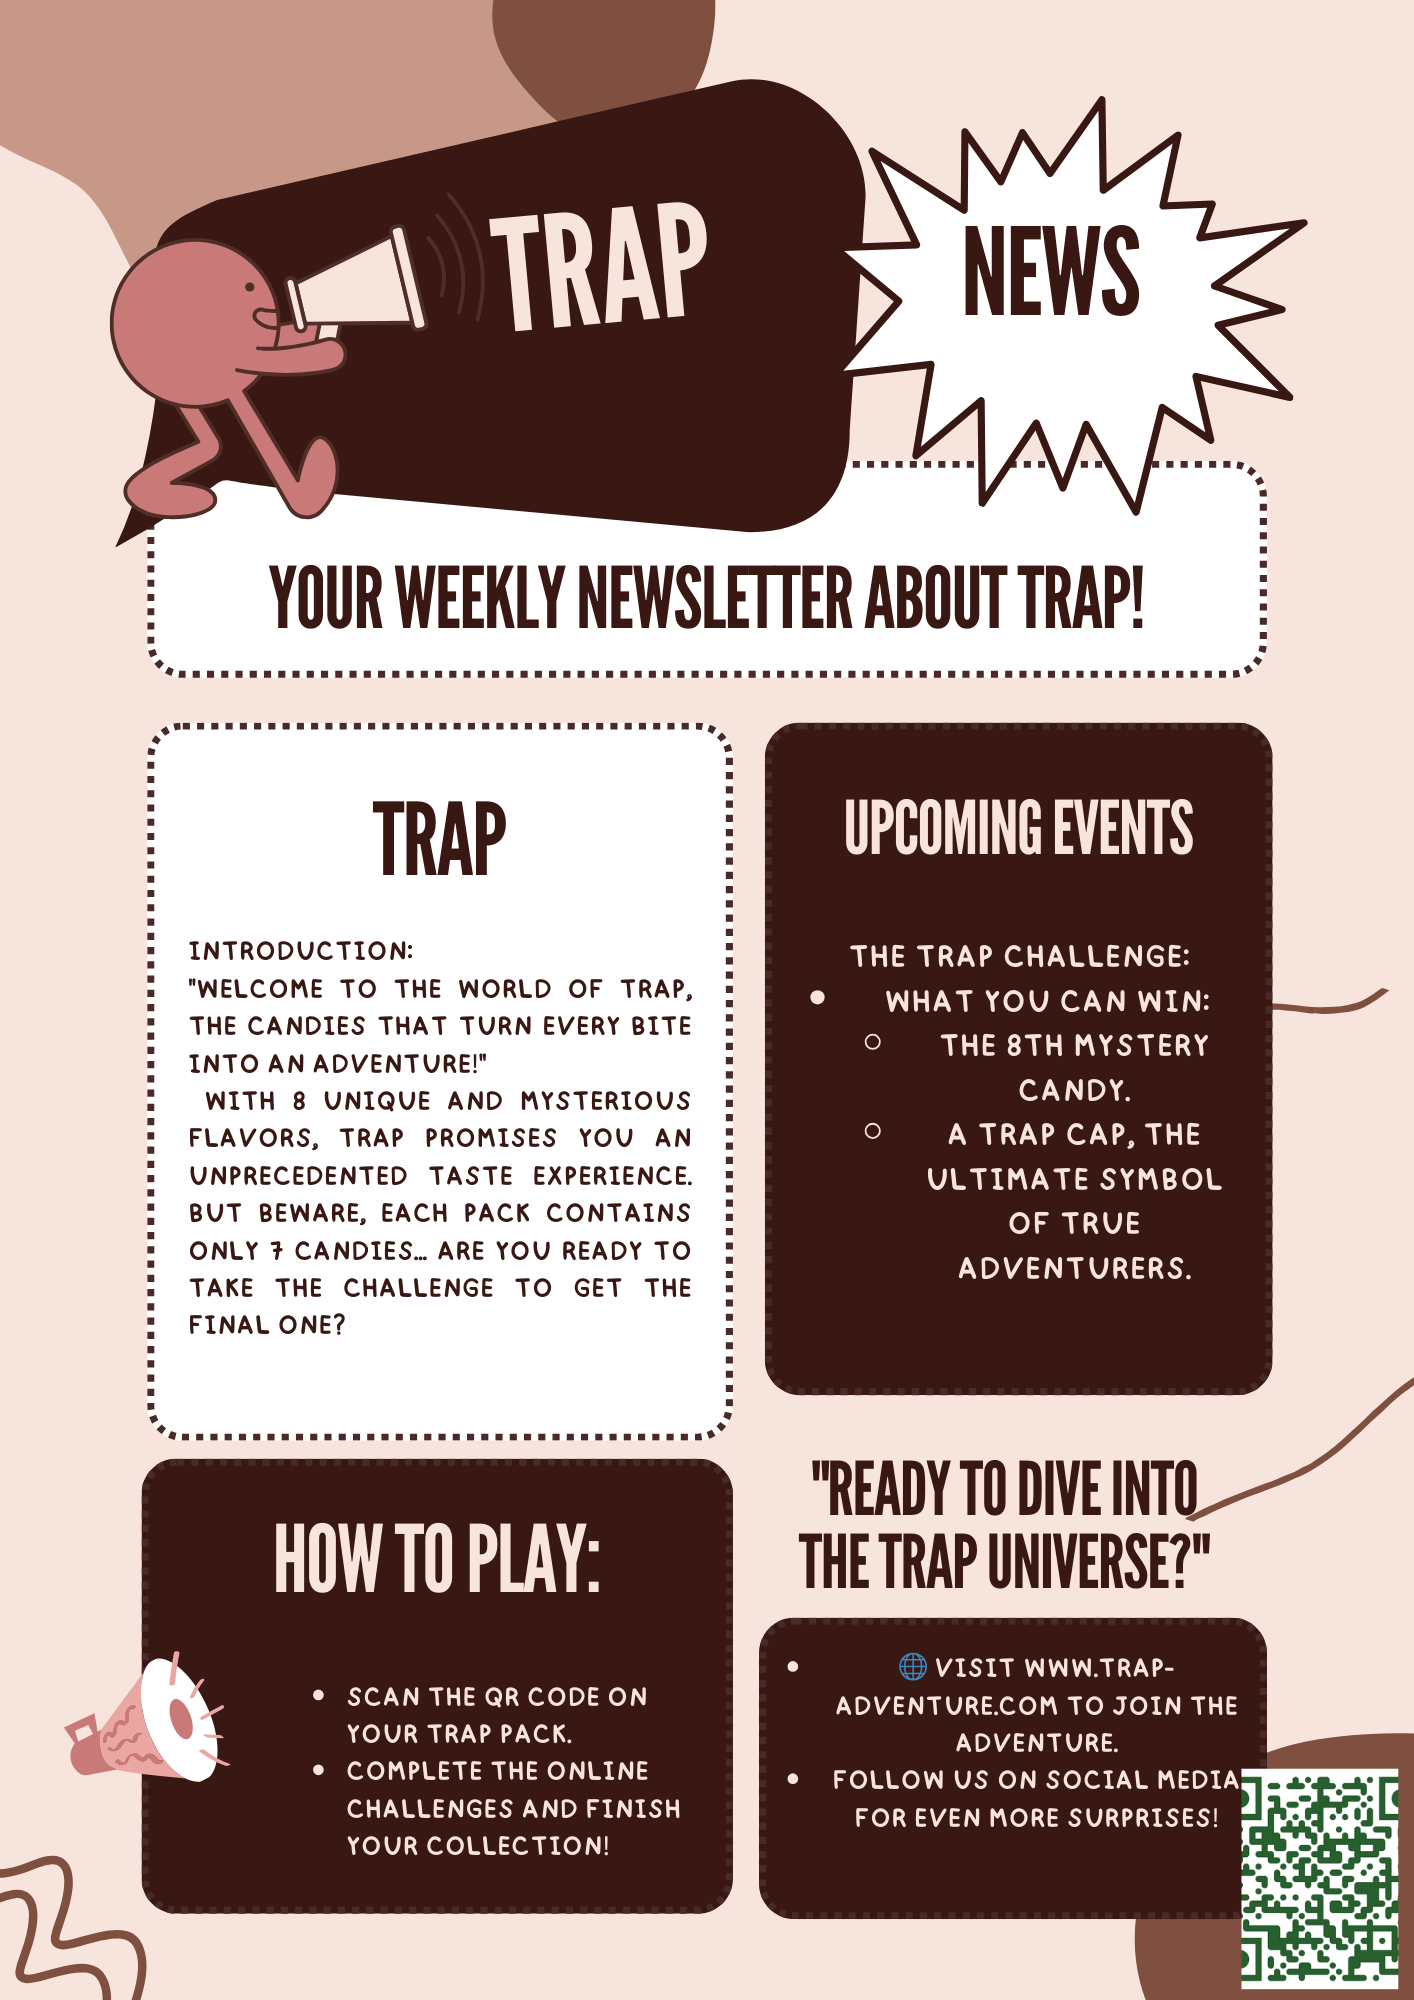 TRAP
NEWS
YOUR WEEKLY NEWSLETTER ABOUT TRAP!
TRAP
INTRODUCTION:
"WELCOME TO THE WORLD OF TRAP,
THE CANDIES THAT TURN EVERY BITE
INTO AN ADVENTURE!"
WITH 8 UNIQUE AND MYSTERIOUS
FLAVORS, TRAP PROMISES YOU AN
UNPRECEDENTED TASTE EXPERIENCE.
BUT BEWARE, EACH PACK CONTAINS
ONLY 7 CANDIES... ARE YOU READY TO
TAKE THE CHALLENGE TO GET THE
FINAL ONE?
UPCOMING EVENTS
THE TRAP CHALLENGE:
• WHAT YOU CAN WIN:
○ THE 8TH MYSTERY
CANDY.
○ A TRAP CAP, THE
ULTIMATE SYMBOL
OF TRUE
ADVENTURERS.
HOW TO PLAY:
• SCAN THE QR CODE ON
YOUR TRAP PACK.
• COMPLETE THE ONLINE
CHALLENGES AND FINISH
YOUR COLLECTION!
"READY TO DIVE INTO
THE TRAP UNIVERSE?"
• 🌐 VISIT WWW.TRAP-
ADVENTURE.COM TO JOIN THE
ADVENTURE.
• FOLLOW US ON SOCIAL MEDIA
FOR EVEN MORE SURPRISES!